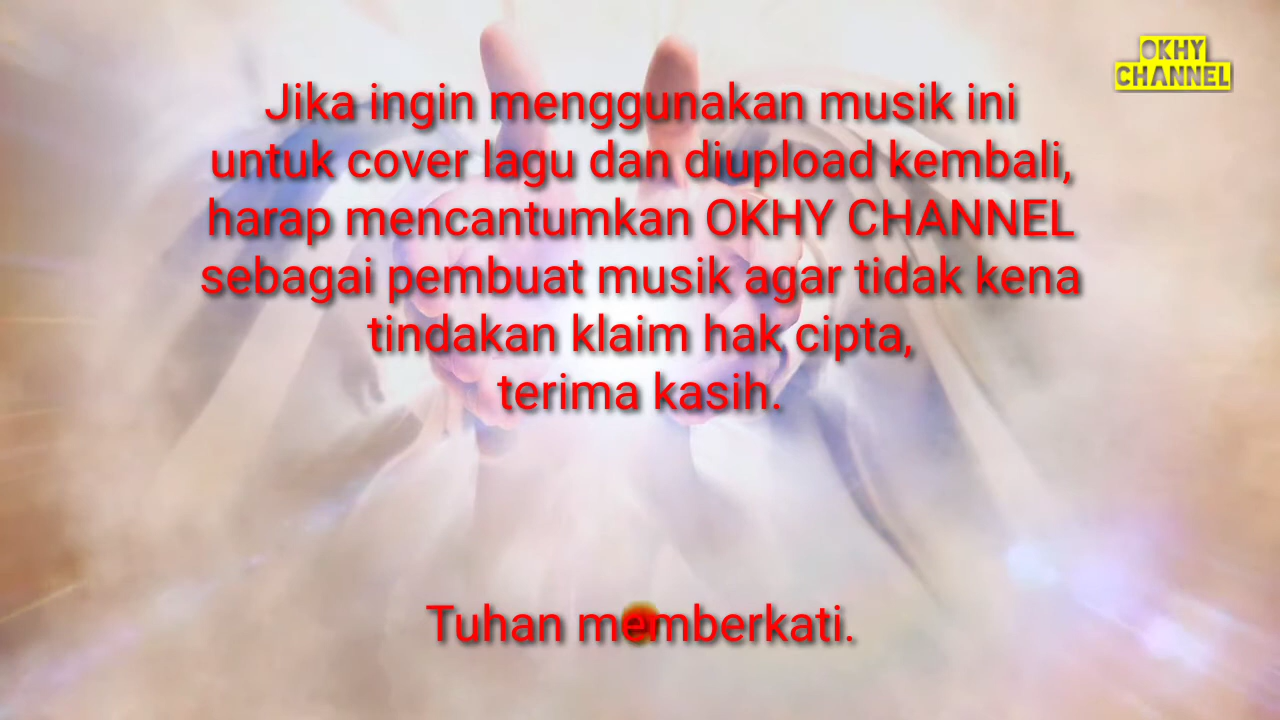 OKHY
CHANNEL
Jika ingin menggunakan musik ini
untuk cover lagu dan diupload kembali,
harap mencantumkan OKHY CHANNEL
sebagai pembuat musik agar tidak kena
tindakan klaim hak cipta,
terima kasih.
Tuhan memberkati.